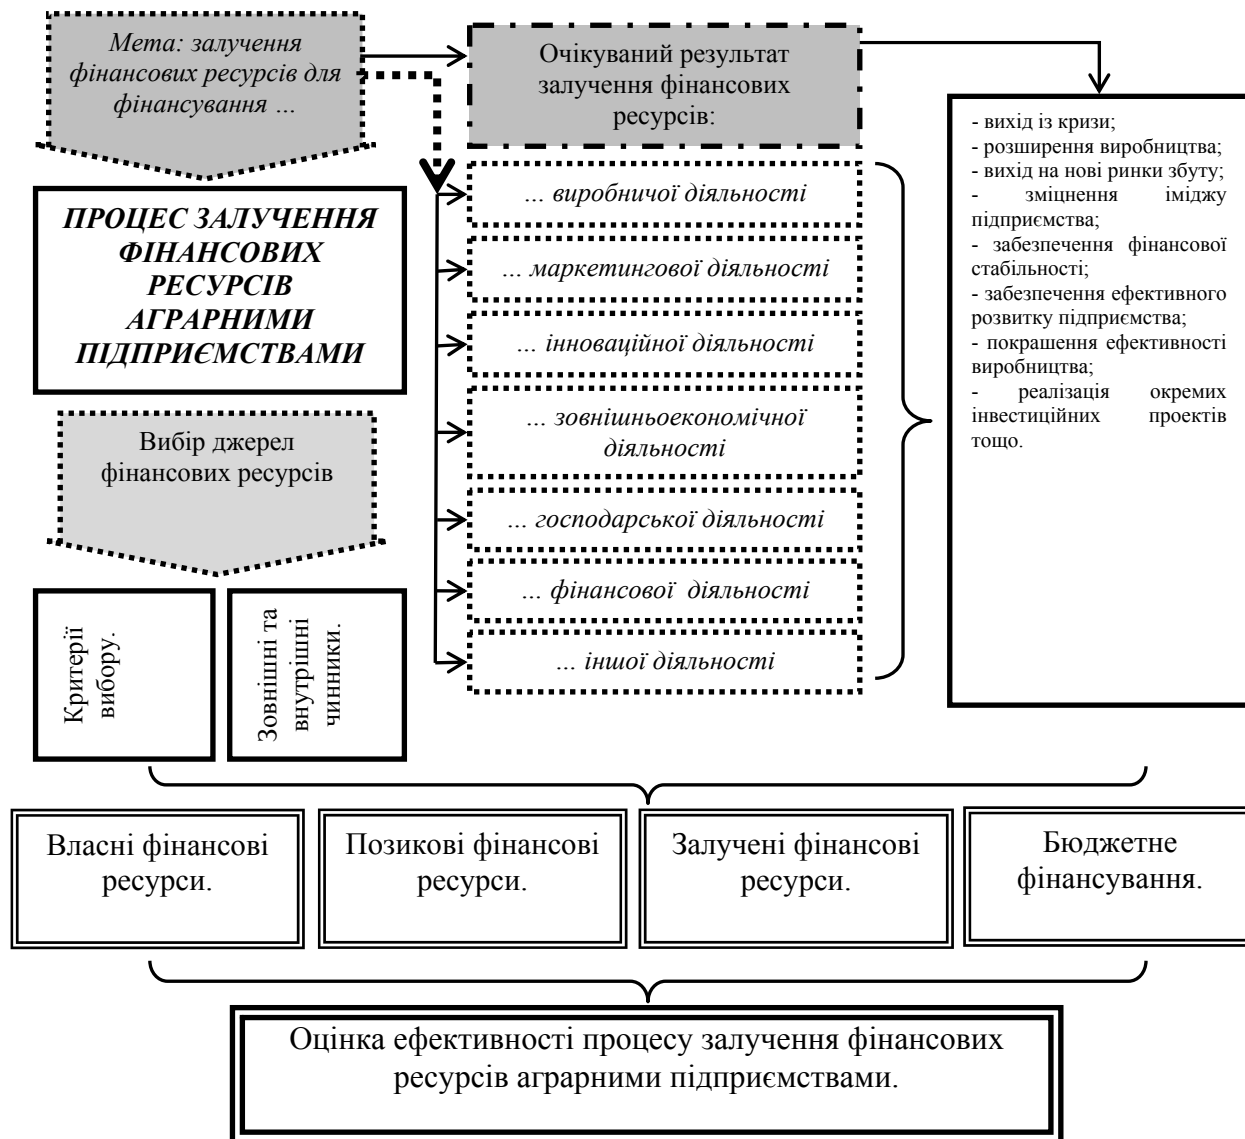 Мета: залучення
фінансових ресурсів для
фінансування ...
Очікуваний результат
залучення фінансових
ресурсів:
- вихід із кризи;
- розширення виробництва;
- вихід на нові ринки збуту;
- зміцнення іміджу
підприємства;
- забезпечення фінансової
стабільності;
- забезпечення ефективного
розвитку підприємства;
- покрашення ефективності
виробництва;
- реалізація окремих
інвестиційних проектів
тощо.
ПРОЦЕС ЗАЛУЧЕННЯ
ФІНАНСОВИХ
РЕСУРСІВ
АГРАРНИМИ
ПІДПРИЄМСТВАМИ
... виробничої діяльності
... маркетингової діяльності
... інноваційної діяльності
... зовнішньоекономічної
діяльності
... господарської діяльності
... фінансової діяльності
... іншої діяльності
Вибір джерел
фінансових ресурсів
Критерії
вибору.
Зовнішні та
внутрішні
чинники.
Власні фінансові
ресурси.
Позикові фінансові
ресурси.
Залучені фінансові
ресурси.
Бюджетне
фінансування.
Оцінка ефективності процесу залучення фінансових
ресурсів аграрними підприємствами.